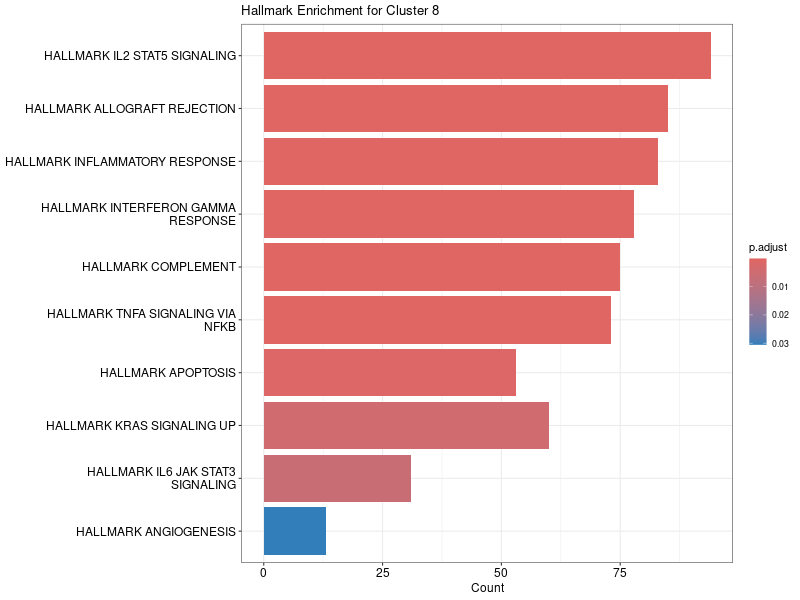 Hallmark Enrichment for Cluster 8
HALLMARK IL2 STAT5 SIGNALING
HALLMARK ALLOGRAFT REJECTION
HALLMARK INFLAMMATORY RESPONSE
HALLMARK INTERFERON GAMMA
RESPONSE
HALLMARK COMPLEMENT
HALLMARK TNFA SIGNALING VIA
NFKB
HALLMARK APOPTOSIS
HALLMARK KRAS SIGNALING UP
HALLMARK IL6 JAK STAT3
SIGNALING
HALLMARK ANGIOGENESIS
0 25 50 75
Count
p.adjust
0.01
0.02
0.03